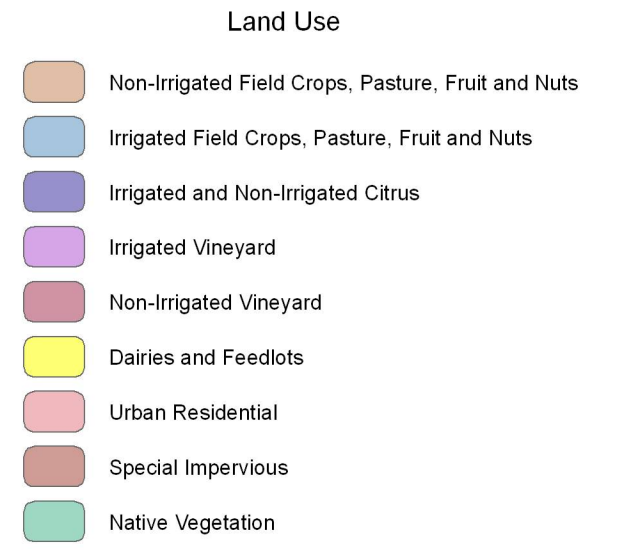 Land Use
Non-Irrigated Field Crops, Pasture, Fruit and Nuts
Irrigated Field Crops, Pasture, Fruit and Nuts
Irrigated and Non-Irrigated Citrus
Irrigated Vineyard
Non-Irrigated Vineyard
Dairies and Feedlots
Urban Residential
Special Impervious
Native Vegetation